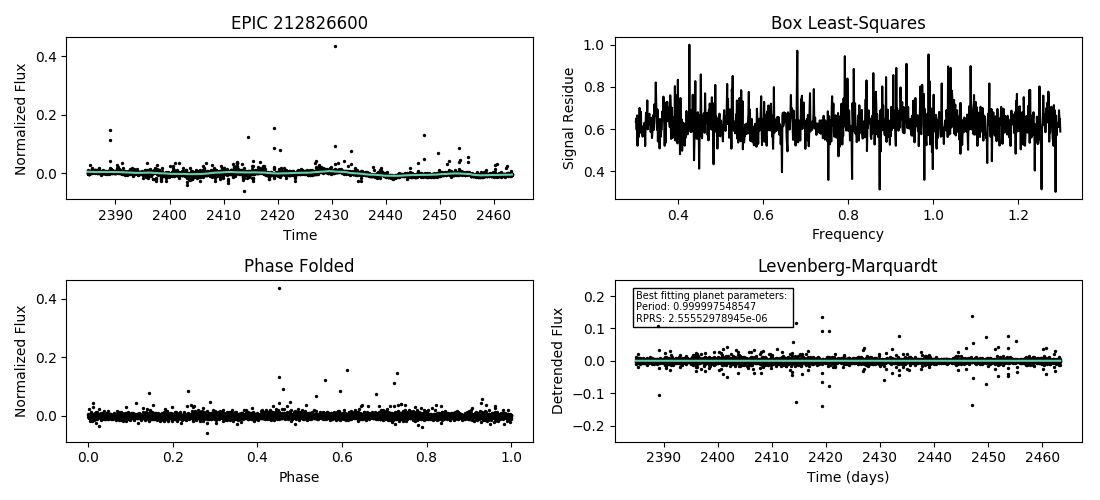 EPIC 212826600
Normalized Flux
0.4
0.2
0.0
2390 2400 2410 2420 2430 2440 2450 2460
Time
Box Least-Squares
Signal Residue
1.0
0.8
0.6
0.4
0.4 0.6 0.8 1.0 1.2
Frequency
Phase Folded
Normalized Flux
0.4
0.2
0.0
0.0 0.2 0.4 0.6 0.8 1.0
Phase
Levenberg-Marquardt
Detrended Flux
0.2
0.1
0.0
−0.1
−0.2
Best fitting planet parameters:
Period: 0.999997548547
RPRS: 2.55552978945e-06
2390 2400 2410 2420 2430 2440 2450 2460
Time (days)